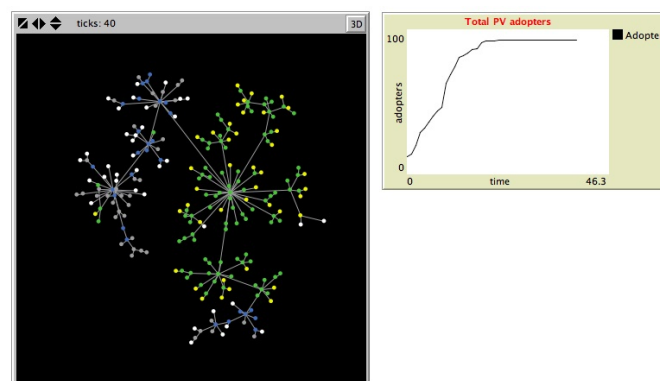 ticks: 40
3D
Total PV adopters
100
adopters
0
0
time
46.3
Adopte